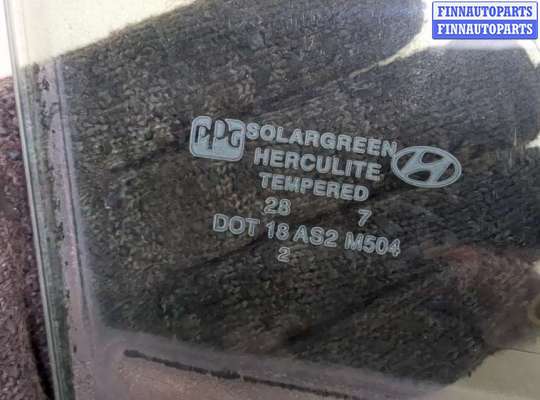 FINNAUTOPARTS
FINNAUTOPARTS
PPG SOLARGREEN
HERCULITE
TEMPERED
28 7
DOT 18 AS2 M504
2